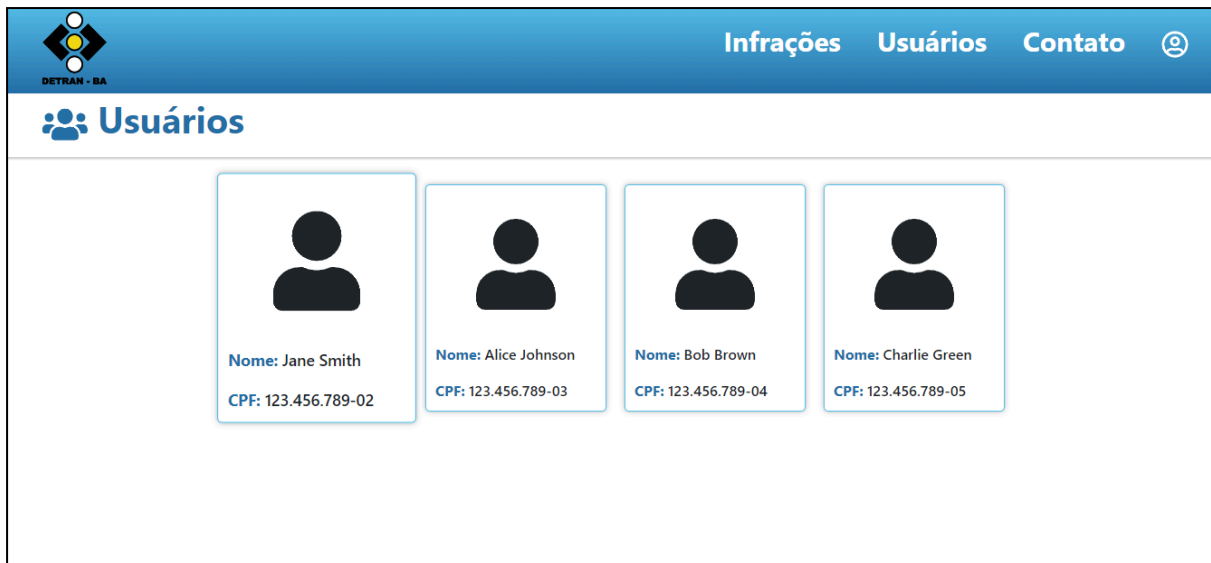 DETRAN - BA
Infrações Usuários Contato
Usuários
Nome: Jane Smith
CPF: 123.456.789-02
Nome: Alice Johnson
CPF: 123.456.789-03
Nome: Bob Brown
CPF: 123.456.789-04
Nome: Charlie Green
CPF: 123.456.789-05